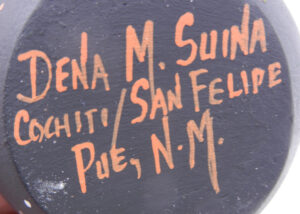 DENA M. SUINA
COCHITI/SAN FELIPE
PUE, N.M.